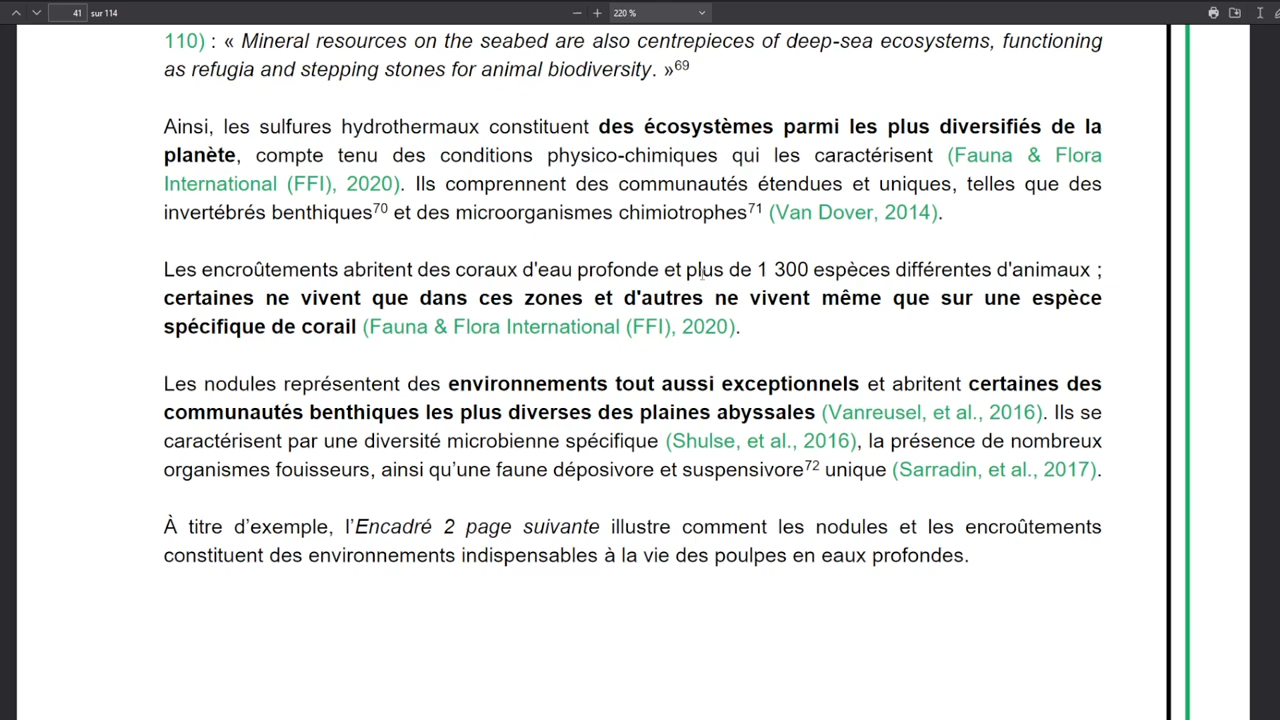 41 sur 114
220 %
110) : « Mineral resources on the seabed are also centrepieces of deep-sea ecosystems, functioning
as refugia and stepping stones for animal biodiversity. »69
Ainsi, les sulfures hydrothermaux constituent des écosystèmes parmi les plus diversifiés de la
planète, compte tenu des conditions physico-chimiques qui les caractérisent (Fauna & Flora
International (FFI), 2020). Ils comprennent des communautés étendues et uniques, telles que des
invertébrés benthiques70 et des microorganismes chimiotrophes71 (Van Dover, 2014).
Les encroûtements abritent des coraux d'eau profonde et plus de 1 300 espèces différentes d'animaux ;
certaines ne vivent que dans ces zones et d'autres ne vivent même que sur une espèce
spécifique de corail (Fauna & Flora International (FFI), 2020).
Les nodules représentent des environnements tout aussi exceptionnels et abritent certaines des
communautés benthiques les plus diverses des plaines abyssales (Vanreusel, et al., 2016). Ils se
caractérisent par une diversité microbienne spécifique (Shulse, et al., 2016), la présence de nombreux
organismes fouisseurs, ainsi qu’une faune déposivore et suspensivore72 unique (Sarradin, et al., 2017).
À titre d’exemple, l’Encadré 2 page suivante illustre comment les nodules et les encroûtements
constituent des environnements indispensables à la vie des poulpes en eaux profondes.